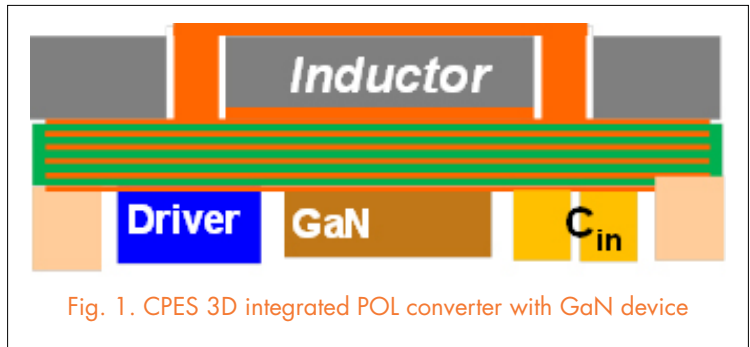 Inductor
Driver
GaN
Cin
Fig. 1. CPES 3D integrated POL converter with GaN device